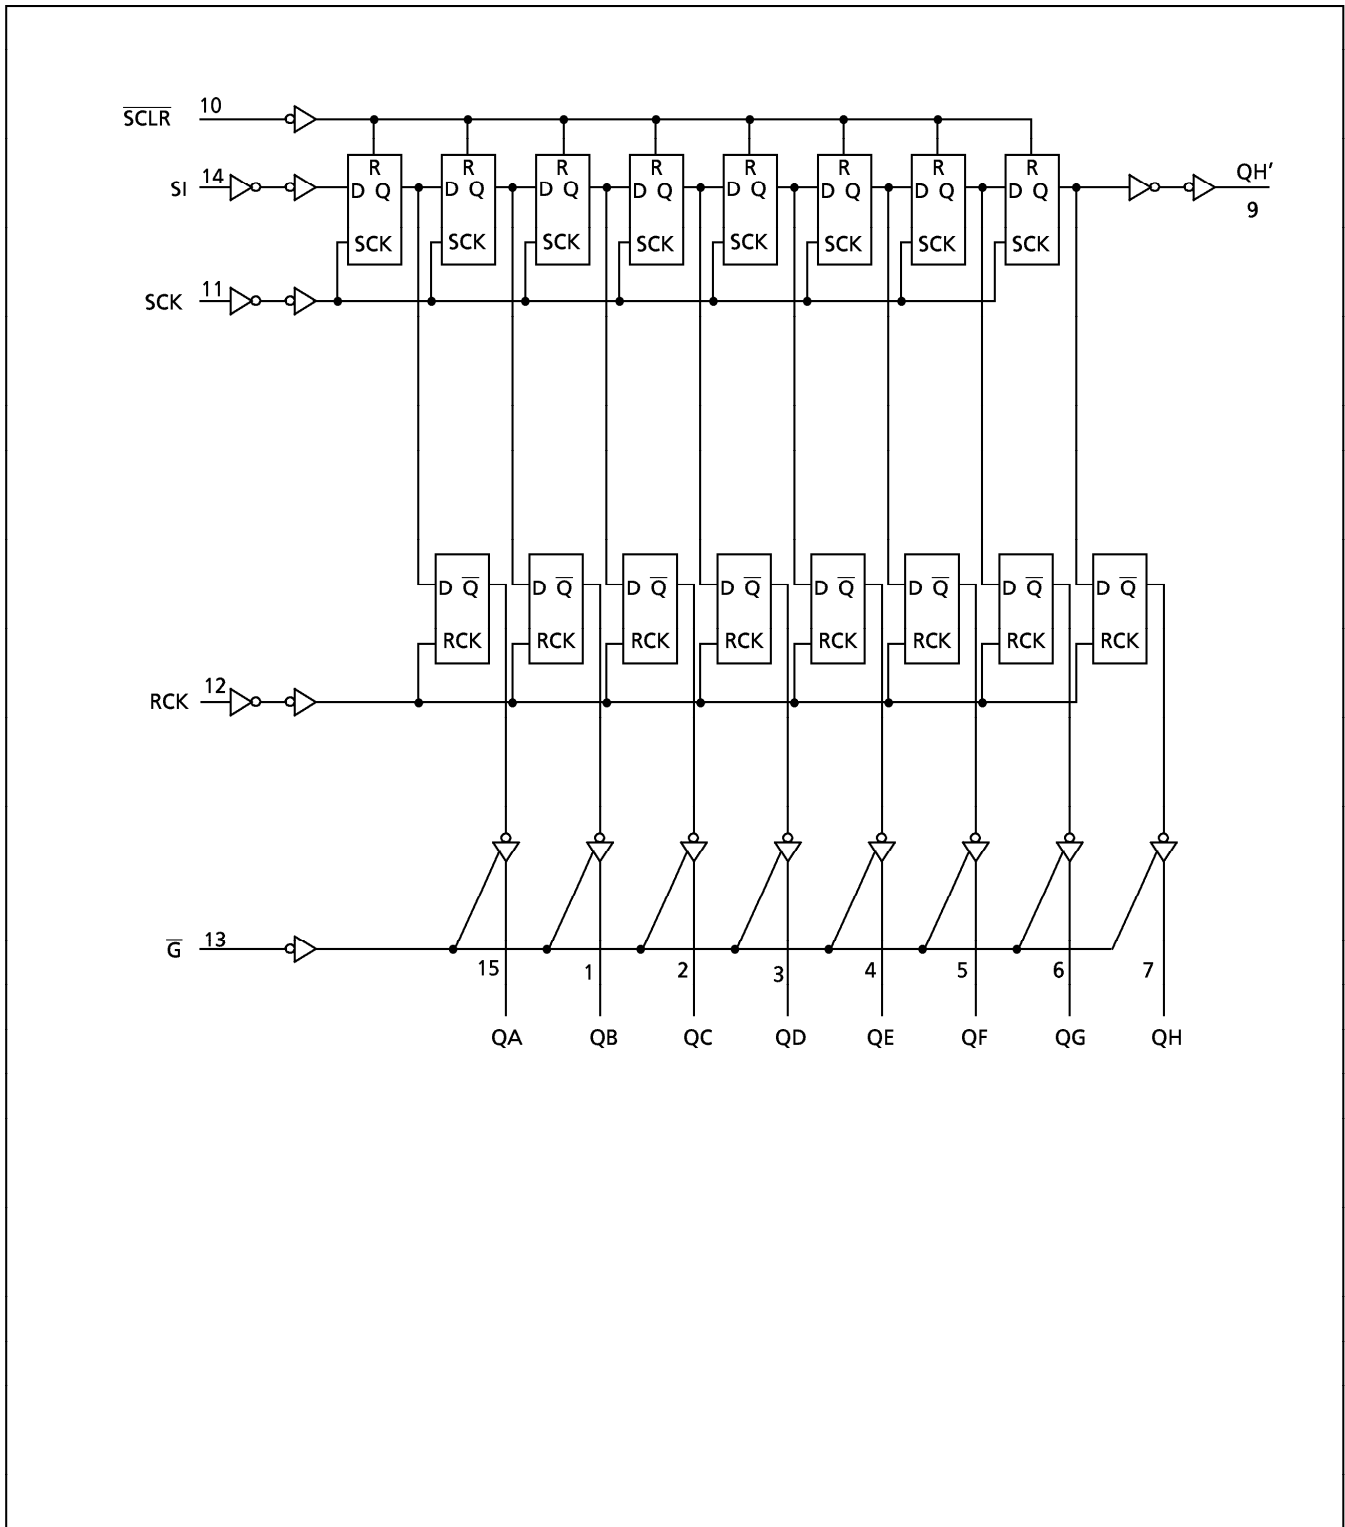 SCLR 10
R R R R R R R R
SI 14 D Q D Q D Q D Q D Q D Q D Q D Q QH’
9
SCK SCK SCK SCK SCK SCK SCK SCK
SCK 11
D Q D Q D Q D Q D Q D Q D Q D Q
RCK RCK RCK RCK RCK RCK RCK RCK
RCK 12
G 13
15 1 2 3 4 5 6 7
QA QB QC QD QE QF QG QH